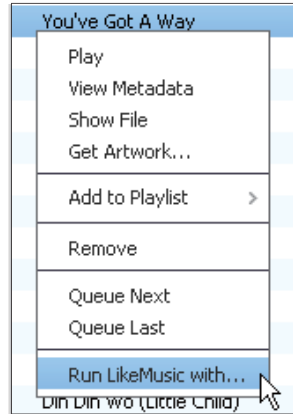 You've Got A Way
Play
View Metadata
Show File
Get Artwork...
Add to Playlist
Remove
Queue Next
Queue Last
Run LikeMusic with...
Din Din Wo (Little Child)